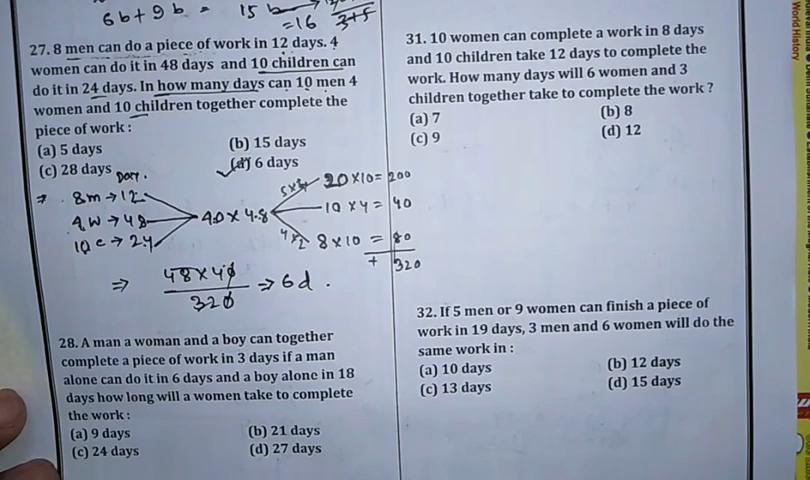 6b+9b = 15b
=16 3+5
27. 8 men can do a piece of work in 12 days. 4
women can do it in 48 days and 10 children can
do it in 24 days. In how many days can 10 men 4
women and 10 children together complete the
piece of work :
(a) 5 days (b) 15 days
(c) 28 days (d) 6 days
Day.
⇒ 8m → 12
4w → 48
10c → 24
40 × 48
5×4 20 ×10 = 200
10 × 4 = 40
4×2 8 × 10 = 80
+ 320
⇒ 48 × 40 / 320 ⇒ 6d.
28. A man a woman and a boy can together
complete a piece of work in 3 days if a man
alone can do it in 6 days and a boy alone in 18
days how long will a women take to complete
the work :
(a) 9 days (b) 21 days
(c) 24 days (d) 27 days
31. 10 women can complete a work in 8 days
and 10 children take 12 days to complete the
work. How many days will 6 women and 3
children together take to complete the work ?
(a) 7 (b) 8
(c) 9 (d) 12
32. If 5 men or 9 women can finish a piece of
work in 19 days, 3 men and 6 women will do the
same work in :
(a) 10 days (b) 12 days
(c) 13 days (d) 15 days
World History